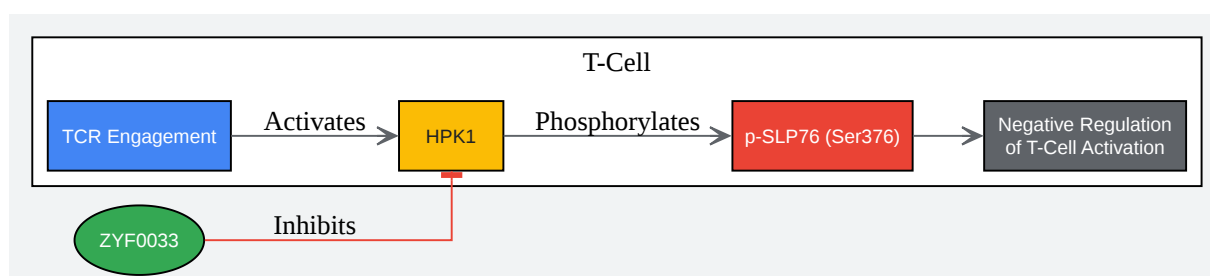 T-Cell
TCR Engagement
Activates
HPK1
Phosphorylates
p-SLP76 (Ser376)
Negative Regulation
of T-Cell Activation
ZYF0033
Inhibits